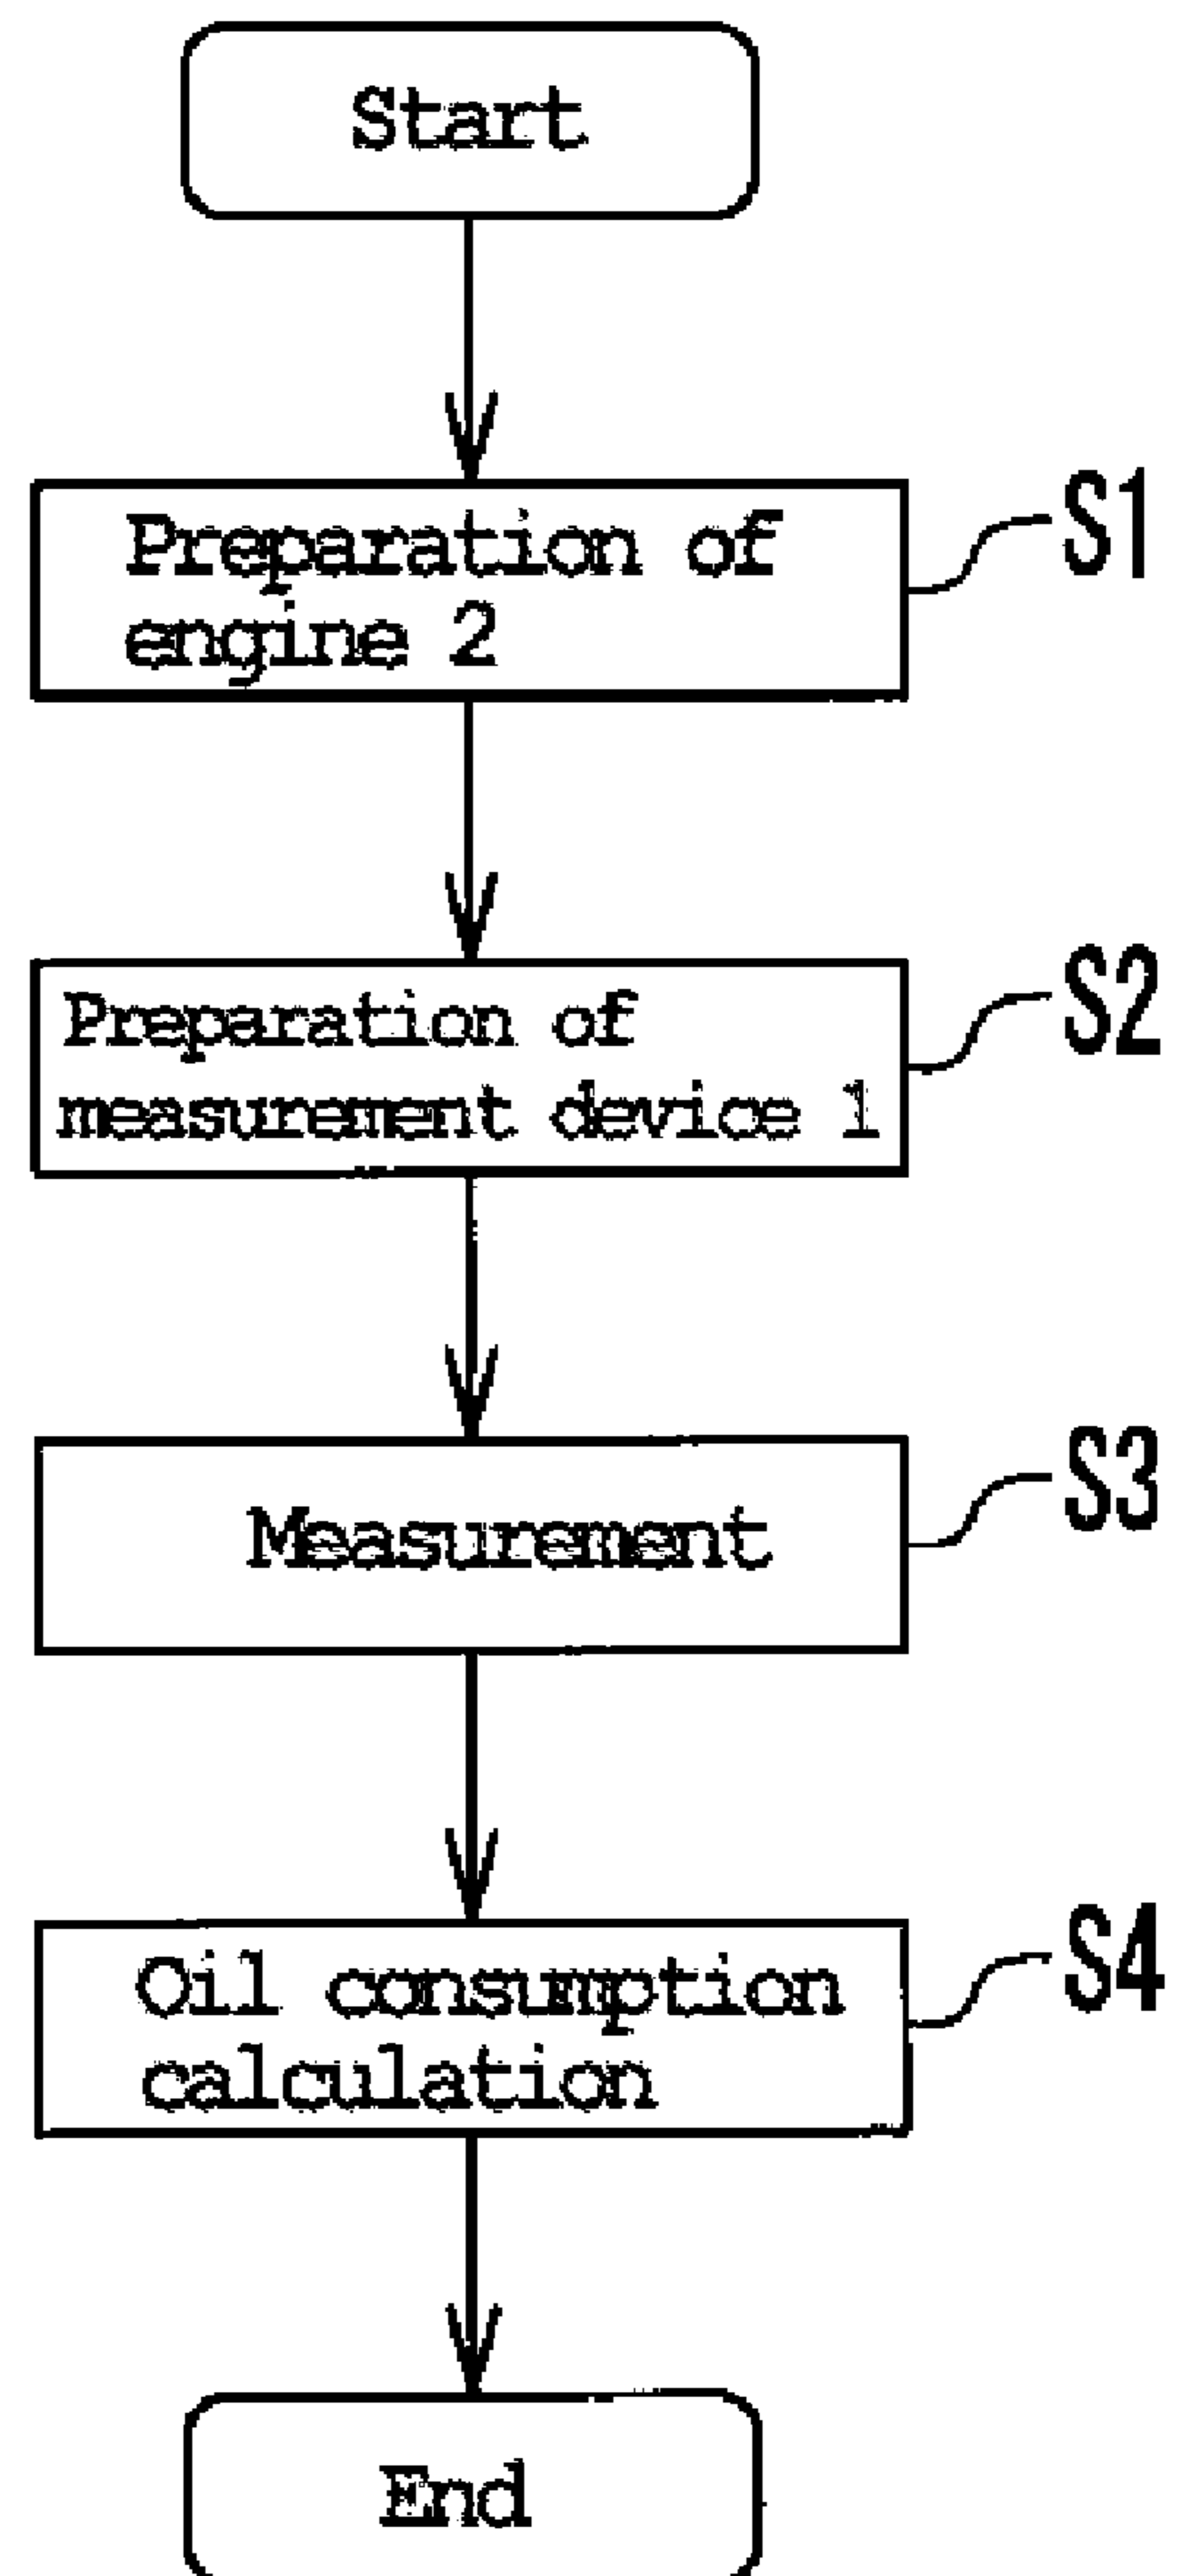 Start
Preparation of
engine 2
S1
Preparation of
measurement device 1
S2
Measurement
S3
Oil consumption
calculation
S4
End